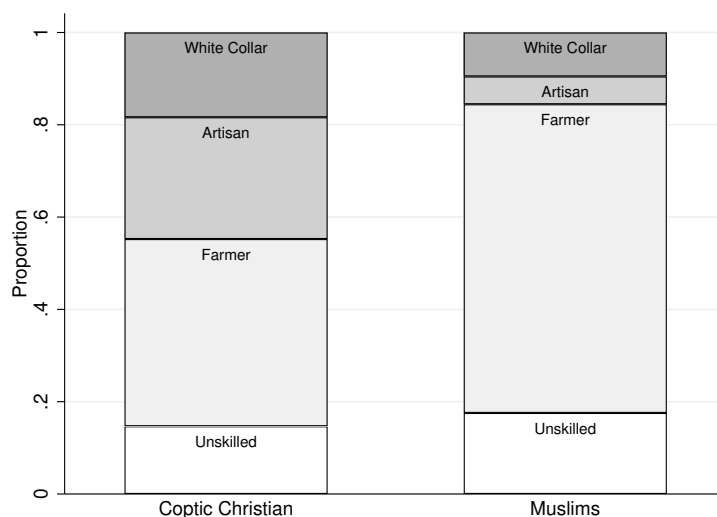 1
.8
.6
.4
.2
0
Proportion
White Collar
Artisan
Farmer
Unskilled
White Collar
Artisan
Farmer
Unskilled
Coptic Christian
Muslims